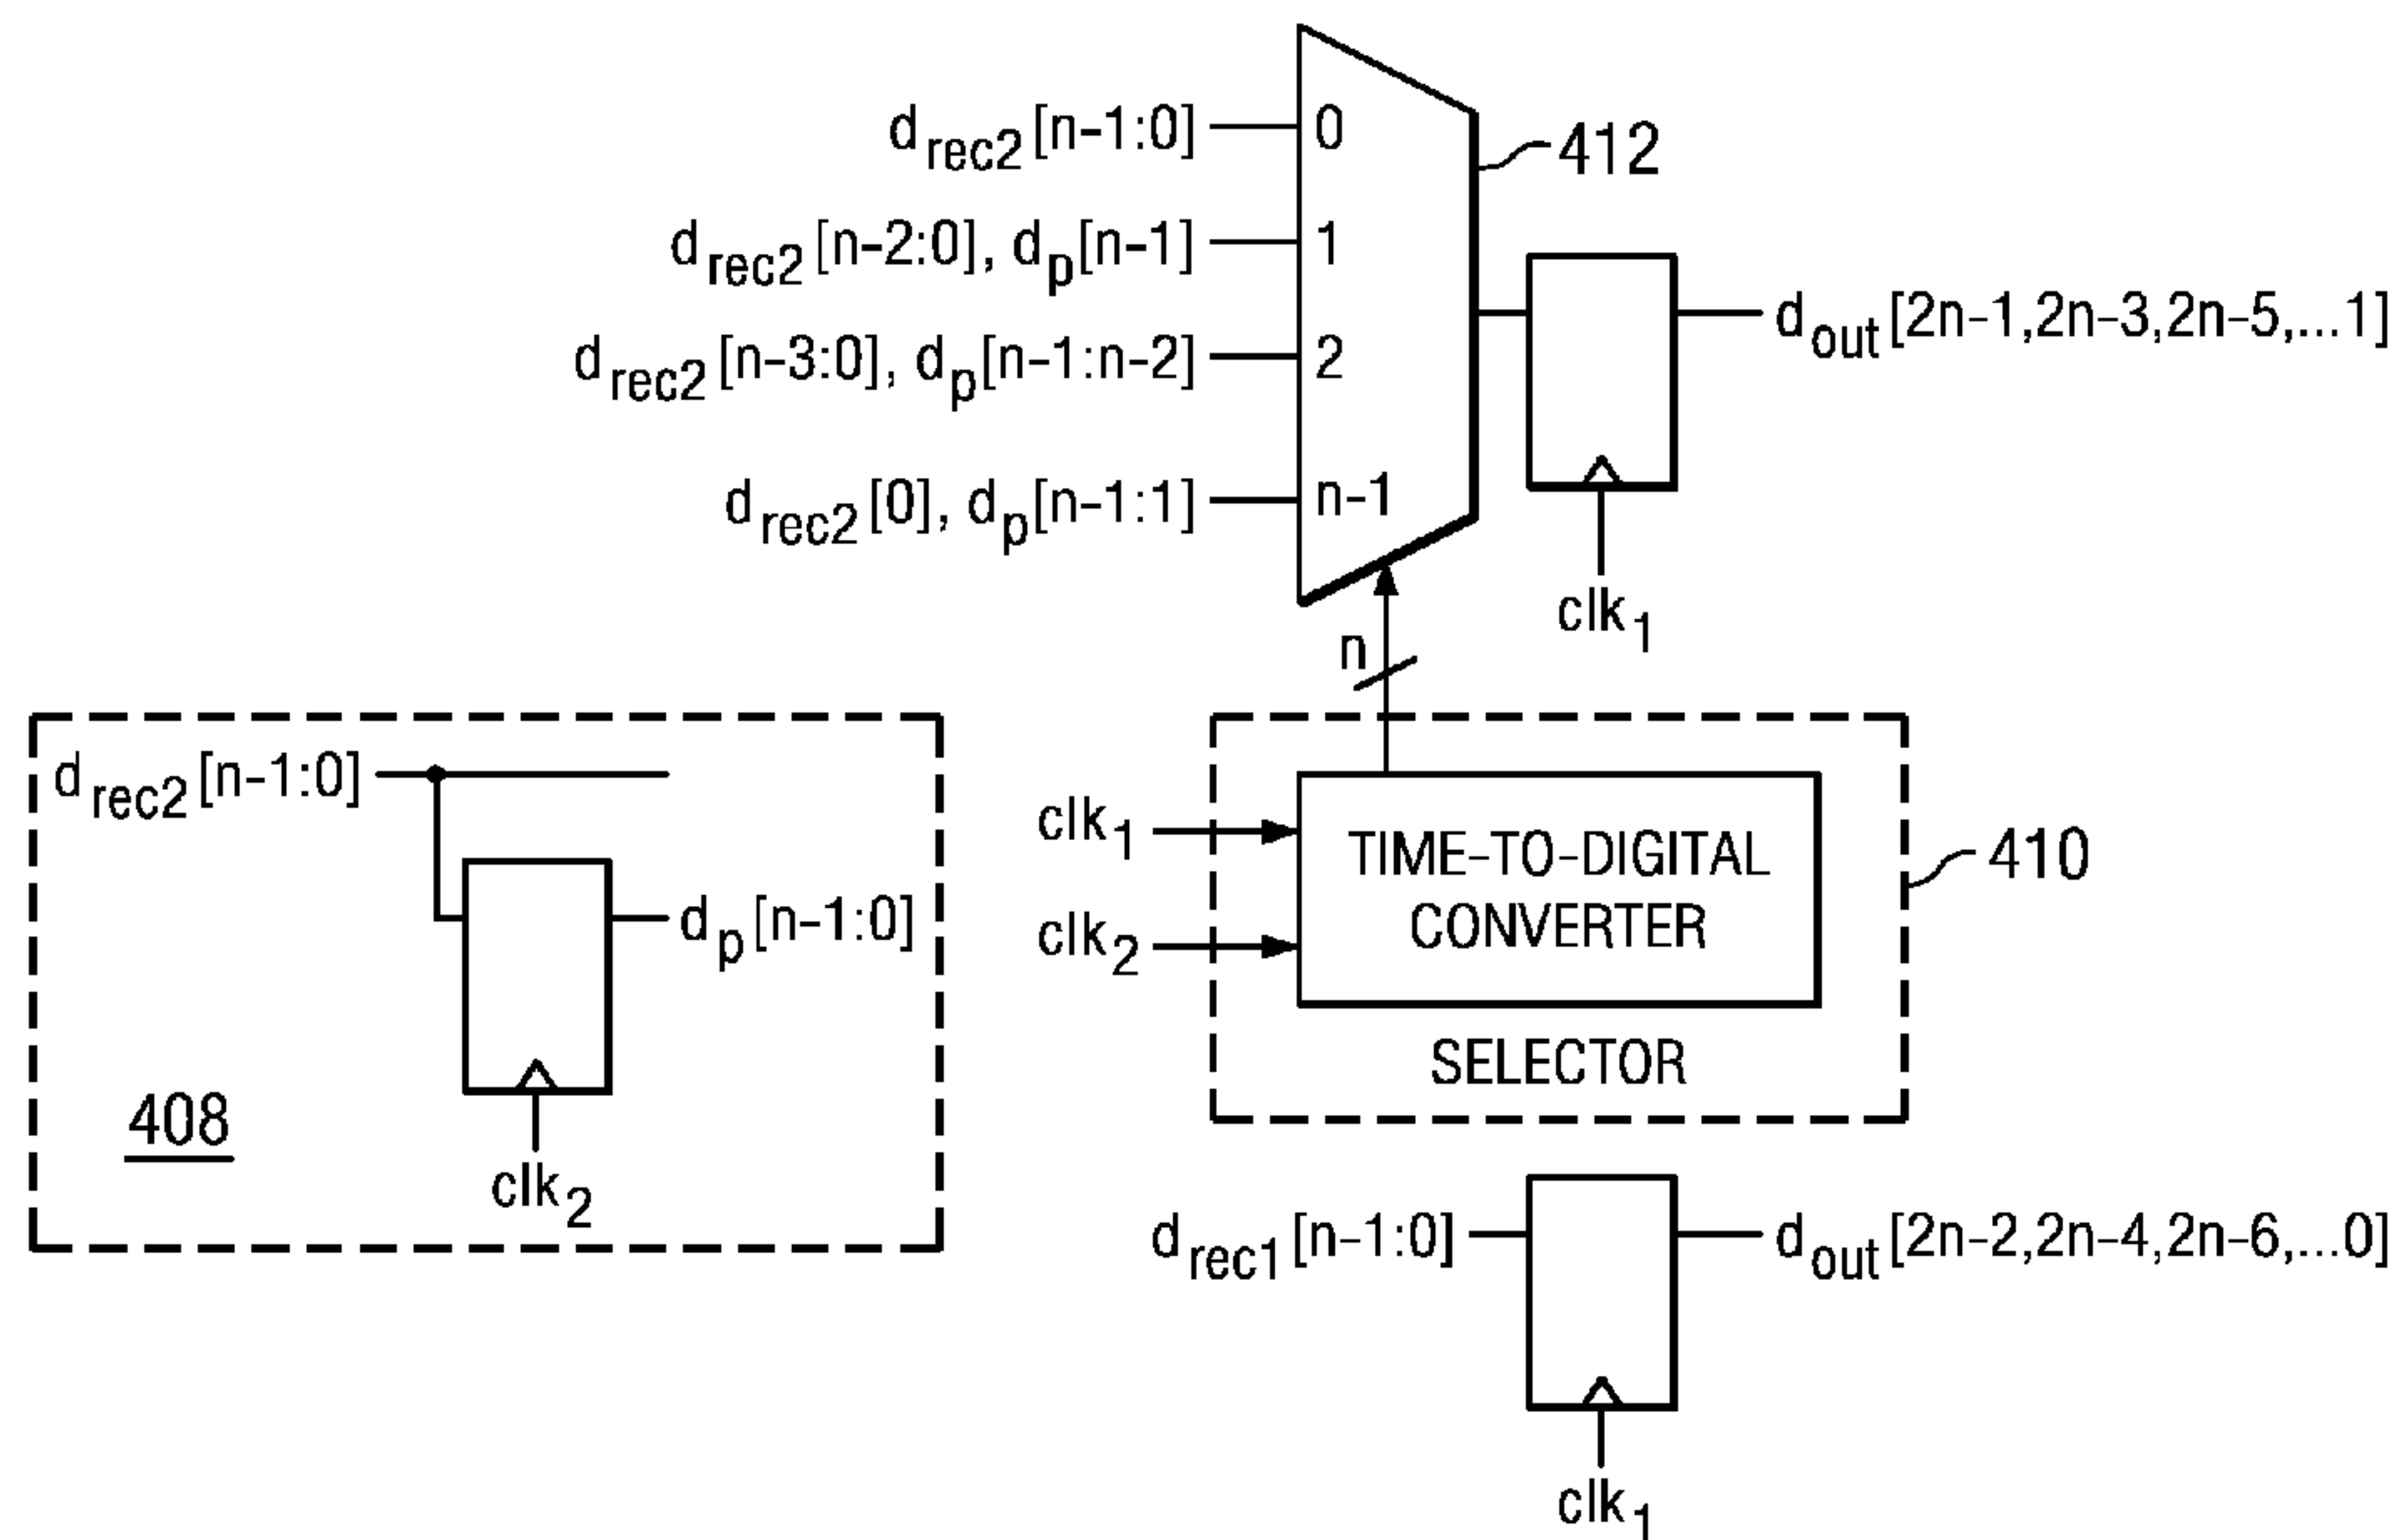 d_rec2[n-1:0]
0
412
d_rec2[n-2:0], d_p[n-1]
1
d_rec2[n-3:0], d_p[n-1:n-2]
2
d_out[2n-1,2n-3,2n-5,...1]
d_rec2[0], d_p[n-1:1]
n-1
clk_1
n
d_rec2[n-1:0]
d_p[n-1:0]
408
clk_2
clk_1
clk_2
TIME-TO-DIGITAL
CONVERTER
410
SELECTOR
d_rec1[n-1:0]
d_out[2n-2,2n-4,2n-6,...0]
clk_1